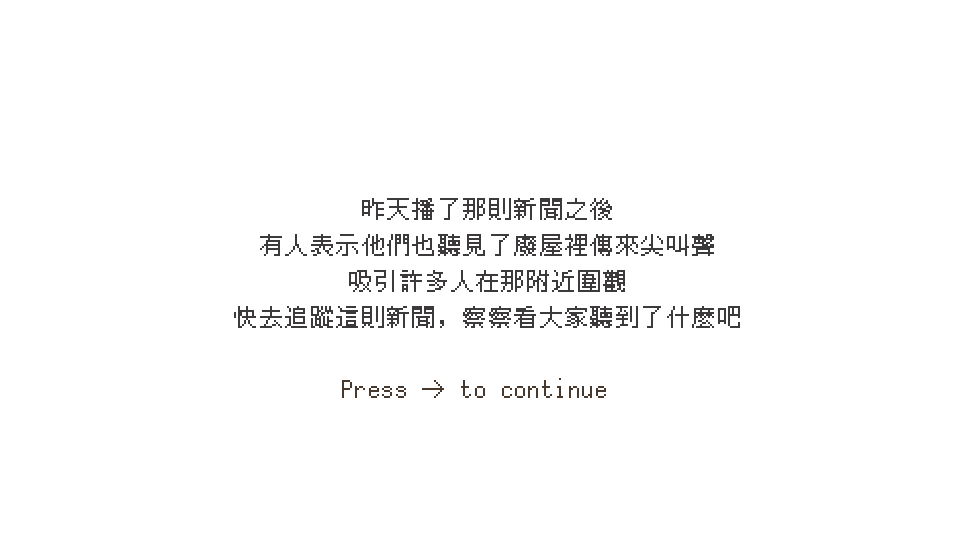 昨天播了那則新聞之後
有人表示他們也聽見了廢屋裡傳來尖叫聲
吸引許多人在那附近圍觀
快去追蹤這則新聞，察察看大家聽到了什麼吧
Press → to continue